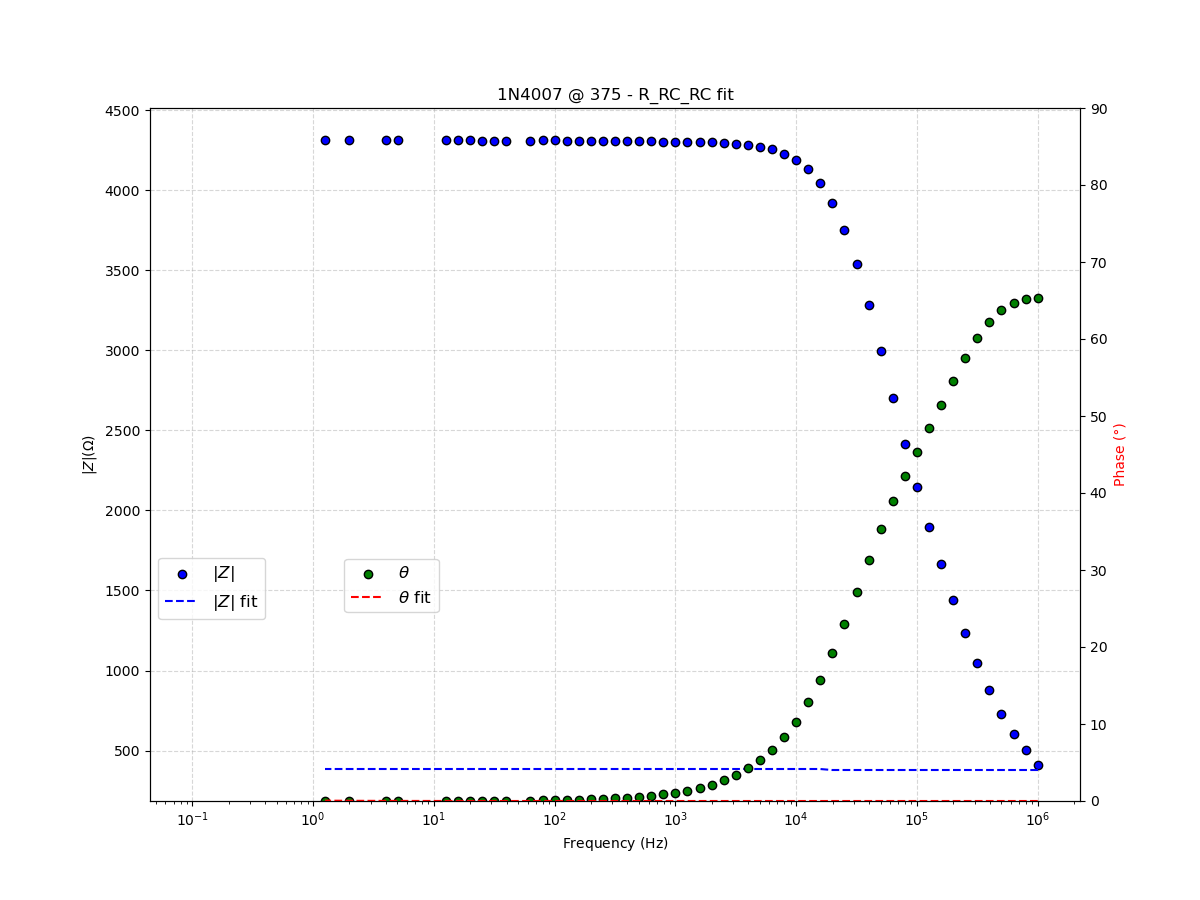 1N4007 @ 375 - R_RC_RC fit
4500
4000
3500
3000
2500
2000
1500
1000
500
|Z|(Ω)
90
80
70
60
50
40
30
20
10
0
Phase (°)
|Z|
|Z| fit
θ
θ fit
10⁻¹ 10⁰ 10¹ 10² 10³ 10⁴ 10⁵ 10⁶
Frequency (Hz)